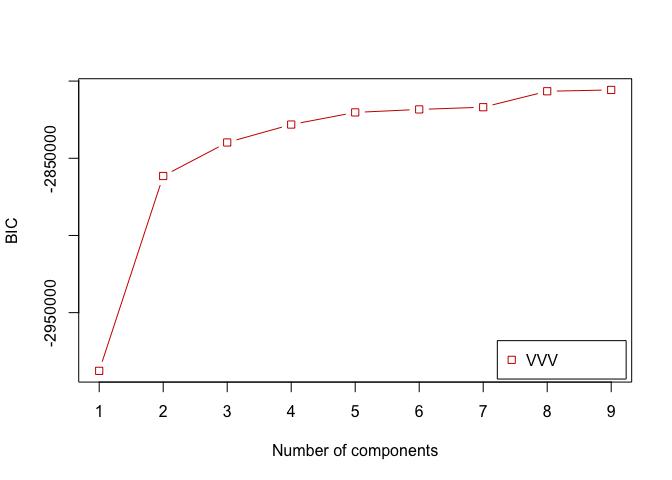 BIC
-2850000
-2950000
VVV
1 2 3 4 5 6 7 8 9
Number of components